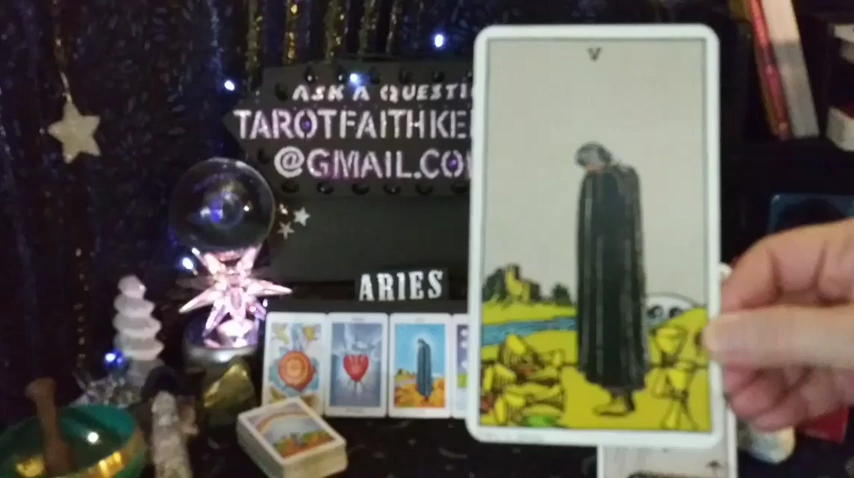 ASK A QUESTI
TAROTFAITHKE
@GMAIL.CO
ARIES
V